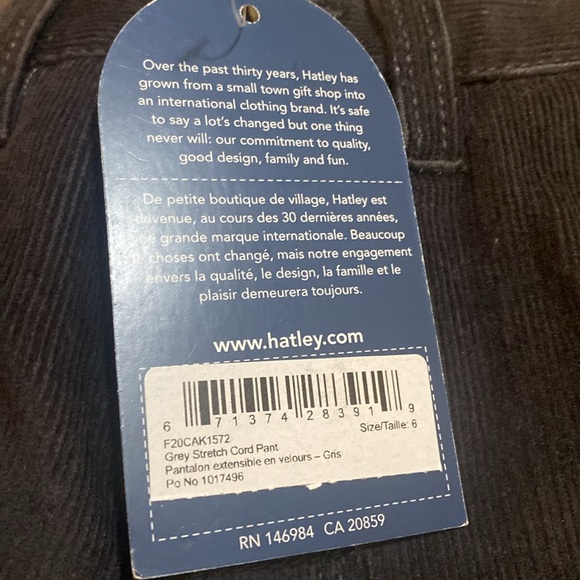 Over the past thirty years, Hatley has
grown from a small town gift shop into
an international clothing brand. It's safe
to say a lot's changed but one thing
never will: our commitment to quality,
good design, family and fun.
De petite boutique de village, Hatley est
devenue, au cours des 30 dernières années,
une grande marque internationale. Beaucoup
de choses ont changé, mais notre engagement
envers la qualité, le design, la famille et le
plaisir demeurera toujours.
www.hatley.com
6 71374 28391 9
F20CAK1572 Size/Taille: 6
Grey Stretch Cord Pant
Pantalon extensible en velours – Gris
Po No 1017496
RN 146984 CA 20859